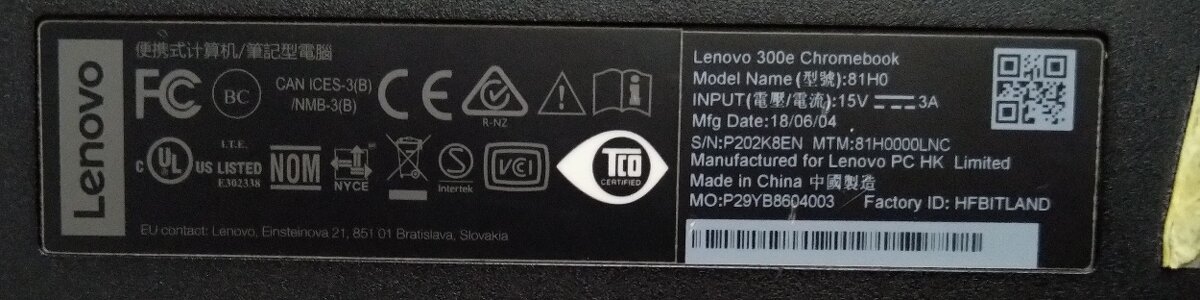 Lenovo
便携式计算机/筆記型電腦
FC
BC
CAN ICES-3(B)
/NMB-3(B)
CE
R-NZ
I.T.E.
c UL US LISTED
E302338
NOM
NYCE
S
Intertek
VCI
TCO
CERTIFIED
EU contact: Lenovo, Einsteinova 21, 851 01 Bratislava, Slovakia
Lenovo 300e Chromebook
Model Name(型號):81H0
INPUT(電壓/電流):15V ⎓ 3A
Mfg Date:18/06/04
S/N:P202K8EN MTM:81H0000LNC
Manufactured for Lenovo PC HK Limited
Made in China 中國製造
MO:P29YB8604003 Factory ID: HFBITLAND